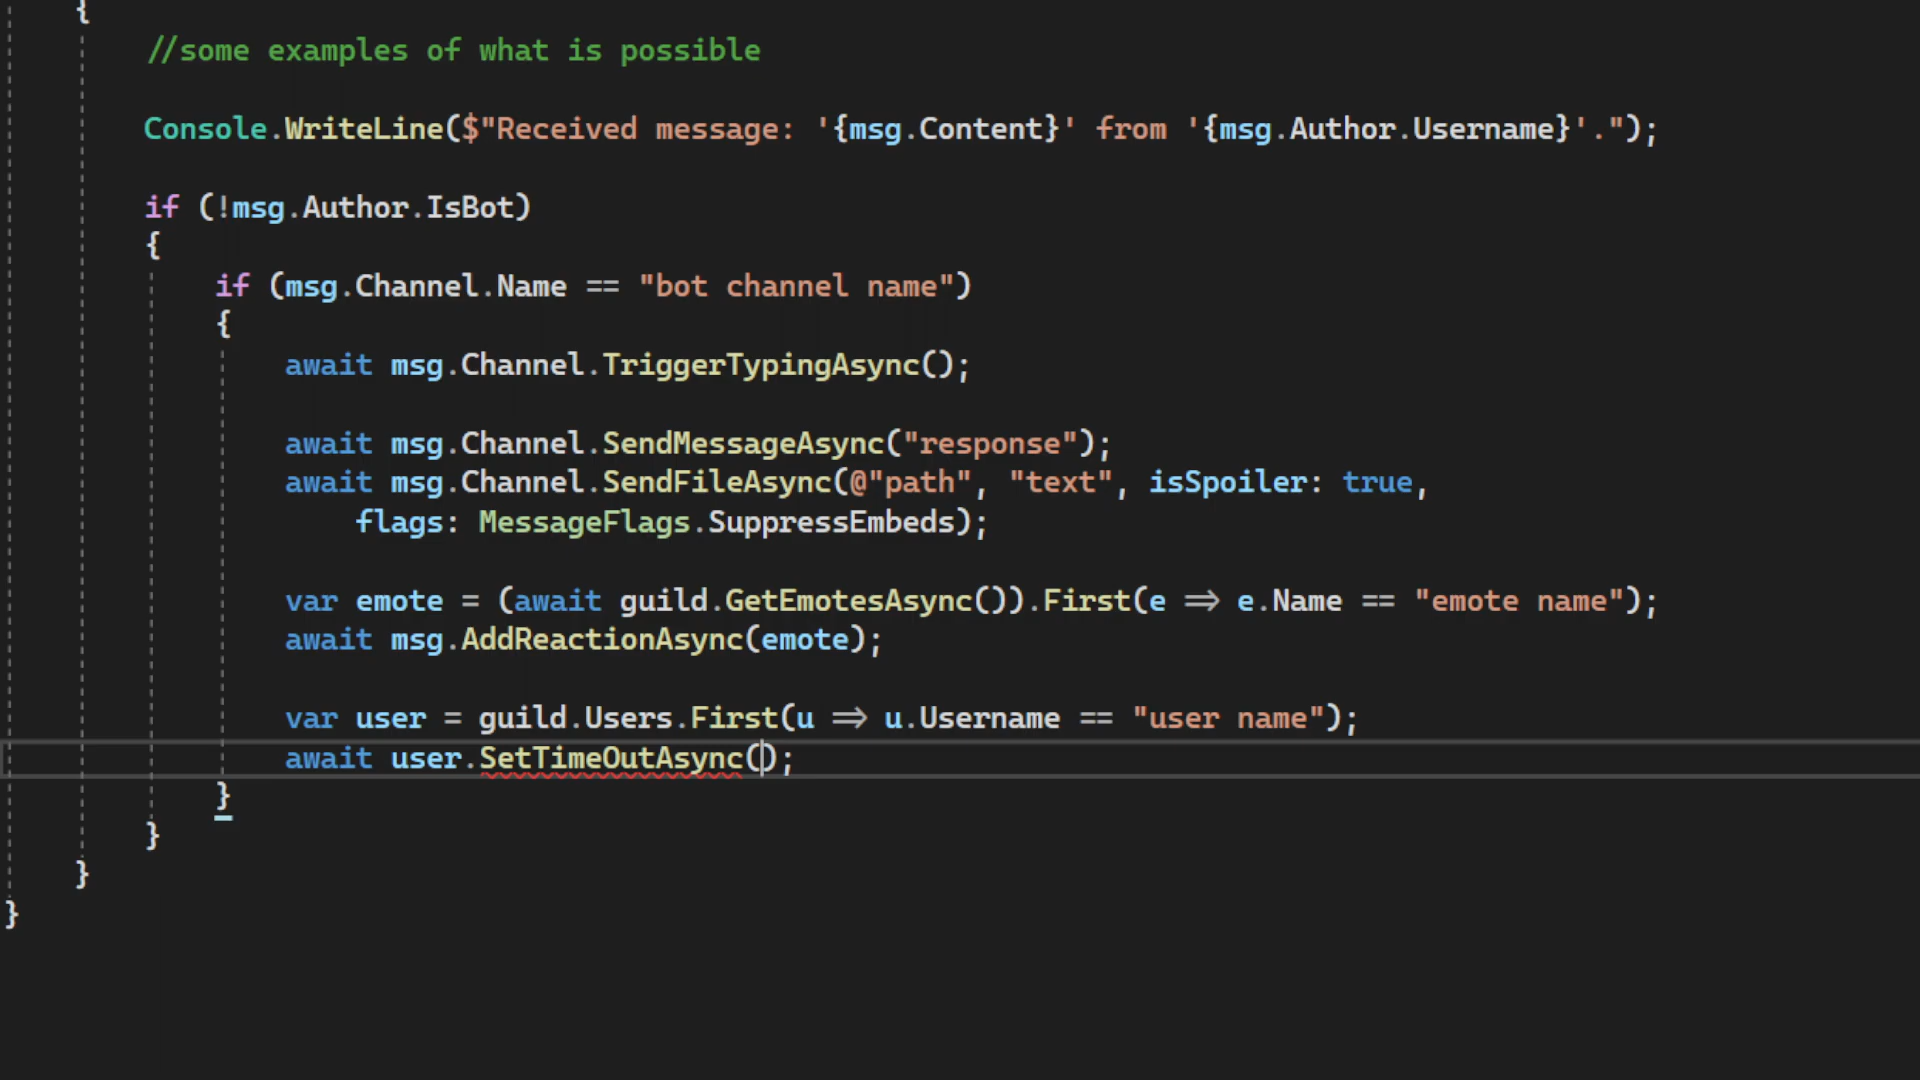 {
//some examples of what is possible
Console.WriteLine($"Received message: '{msg.Content}' from '{msg.Author.Username}'.");
if (!msg.Author.IsBot)
{
if (msg.Channel.Name == "bot channel name")
{
await msg.Channel.TriggerTypingAsync();
await msg.Channel.SendMessageAsync("response");
await msg.Channel.SendFileAsync(@"path", "text", isSpoiler: true,
flags: MessageFlags.SuppressEmbeds);
var emote = (await guild.GetEmotesAsync()).First(e => e.Name == "emote name");
await msg.AddReactionAsync(emote);
var user = guild.Users.First(u => u.Username == "user name");
await user.SetTimeOutAsync();
}
}
}
}